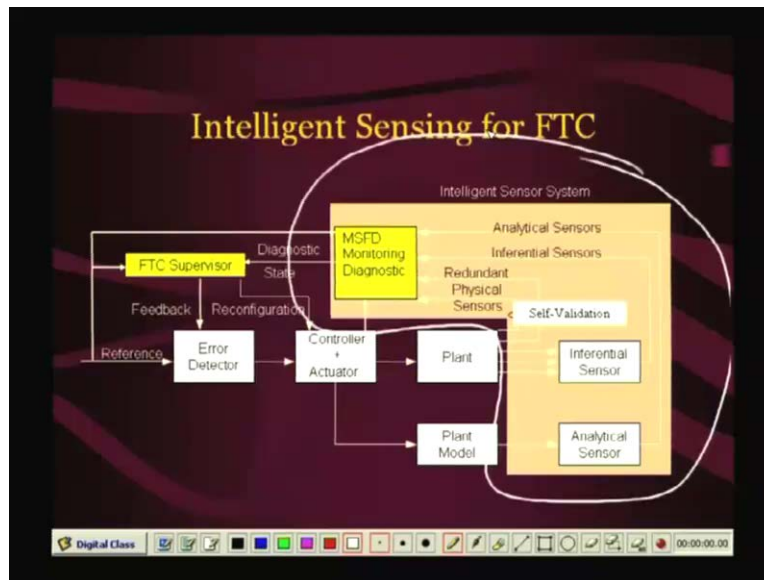 Intelligent Sensing for FTC
Intelligent Sensor System
Analytical Sensors
MSFD
Monitoring
Diagnostic
Inferential Sensors
Diagnostic
State
FTC Supervisor
Redundant
Physical
Sensors
Self-Validation
Feedback
Reconfiguration
Reference
Error
Detector
Controller
+
Actuator
Plant
Inferential
Sensor
Plant
Model
Analytical
Sensor
Digital Class
00:00:00.00